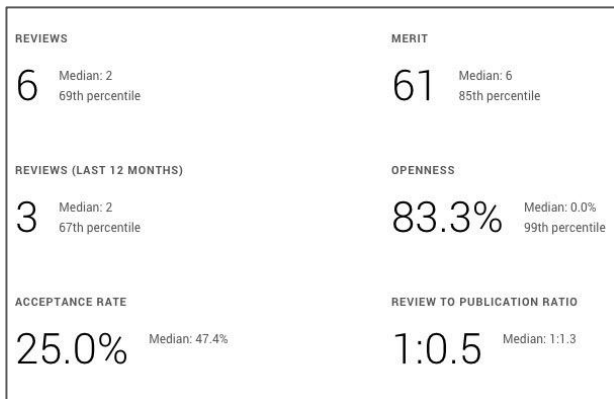 REVIEWS
6
Median: 2
69th percentile
MERIT
61
Median: 6
85th percentile
REVIEWS (LAST 12 MONTHS)
3
Median: 2
67th percentile
OPENNESS
83.3%
Median: 0.0%
99th percentile
ACCEPTANCE RATE
25.0%
Median: 47.4%
REVIEW TO PUBLICATION RATIO
1:0.5
Median: 1:1.3